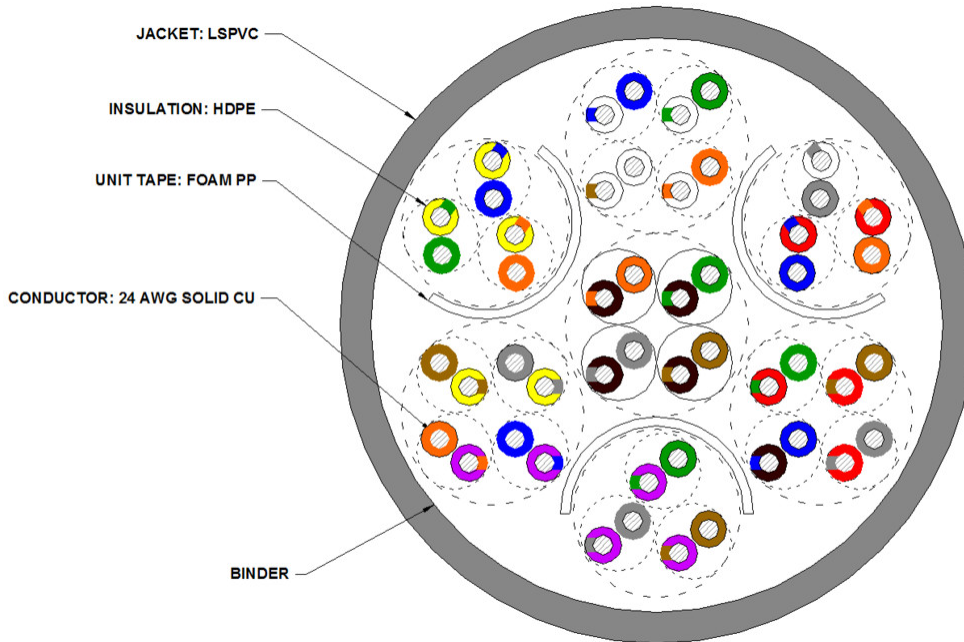 JACKET: LSPVC
INSULATION: HDPE
UNIT TAPE: FOAM PP
CONDUCTOR: 24 AWG SOLID CU
BINDER